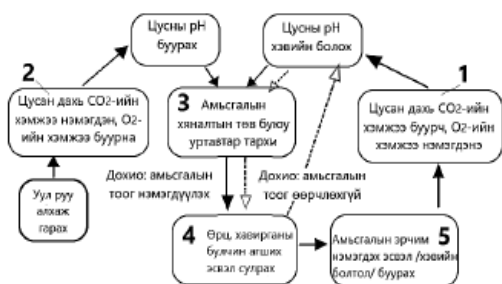 Цусны pH
буурах
Цусны pH
хэвийн болох
2
Цусан дахь CO2-ийн
хэмжээ нэмэгдэн, O2-
ийн хэмжээ буурна
3
Амьсгалын
хяналтын төв буюу
уртавтар тархи
1
Цусан дахь CO2-ийн
хэмжээ буурч, O2-ийн
хэмжээ нэмэгдэнэ
Уул руу
алхаж
гарах
Дохио: амьсгалын
тоог нэмэгдүүлэх
Дохио: амьсгалын
тоог өөрчлөхгүй
4
Өрц, хавирганы
булчин агших
эсвэл сулрах
5
Амьсгалын эрчим
нэмэгдэх эсвэл /хэвийн
болтол/ буурах